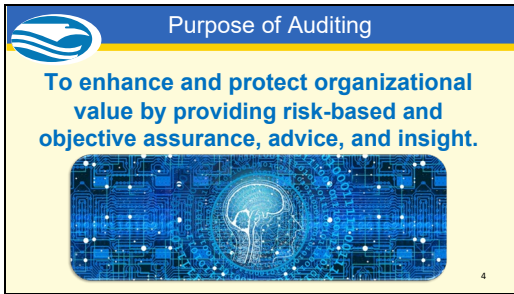 Purpose of Auditing
To enhance and protect organizational
value by providing risk-based and
objective assurance, advice, and insight.
4